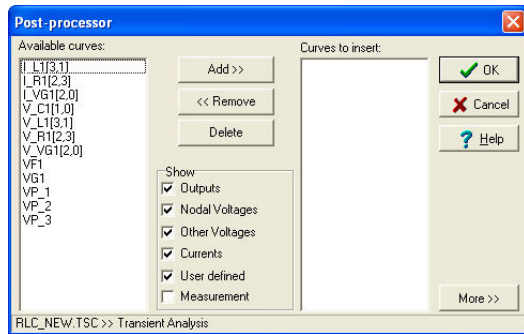 Post-processor
Available curves:
I_L1[3,1]
I_R1[2,3]
I_VG1[2,0]
V_C1[1,0]
V_L1[3,1]
V_R1[2,3]
V_VG1[2,0]
VF1
VG1
VP_1
VP_2
VP_3
Add >>
<< Remove
Delete
Show
Outputs
Nodal Voltages
Other Voltages
Currents
User defined
Measurement
Curves to insert:
OK
Cancel
Help
More >>
RLC_NEW.TSC >> Transient Analysis